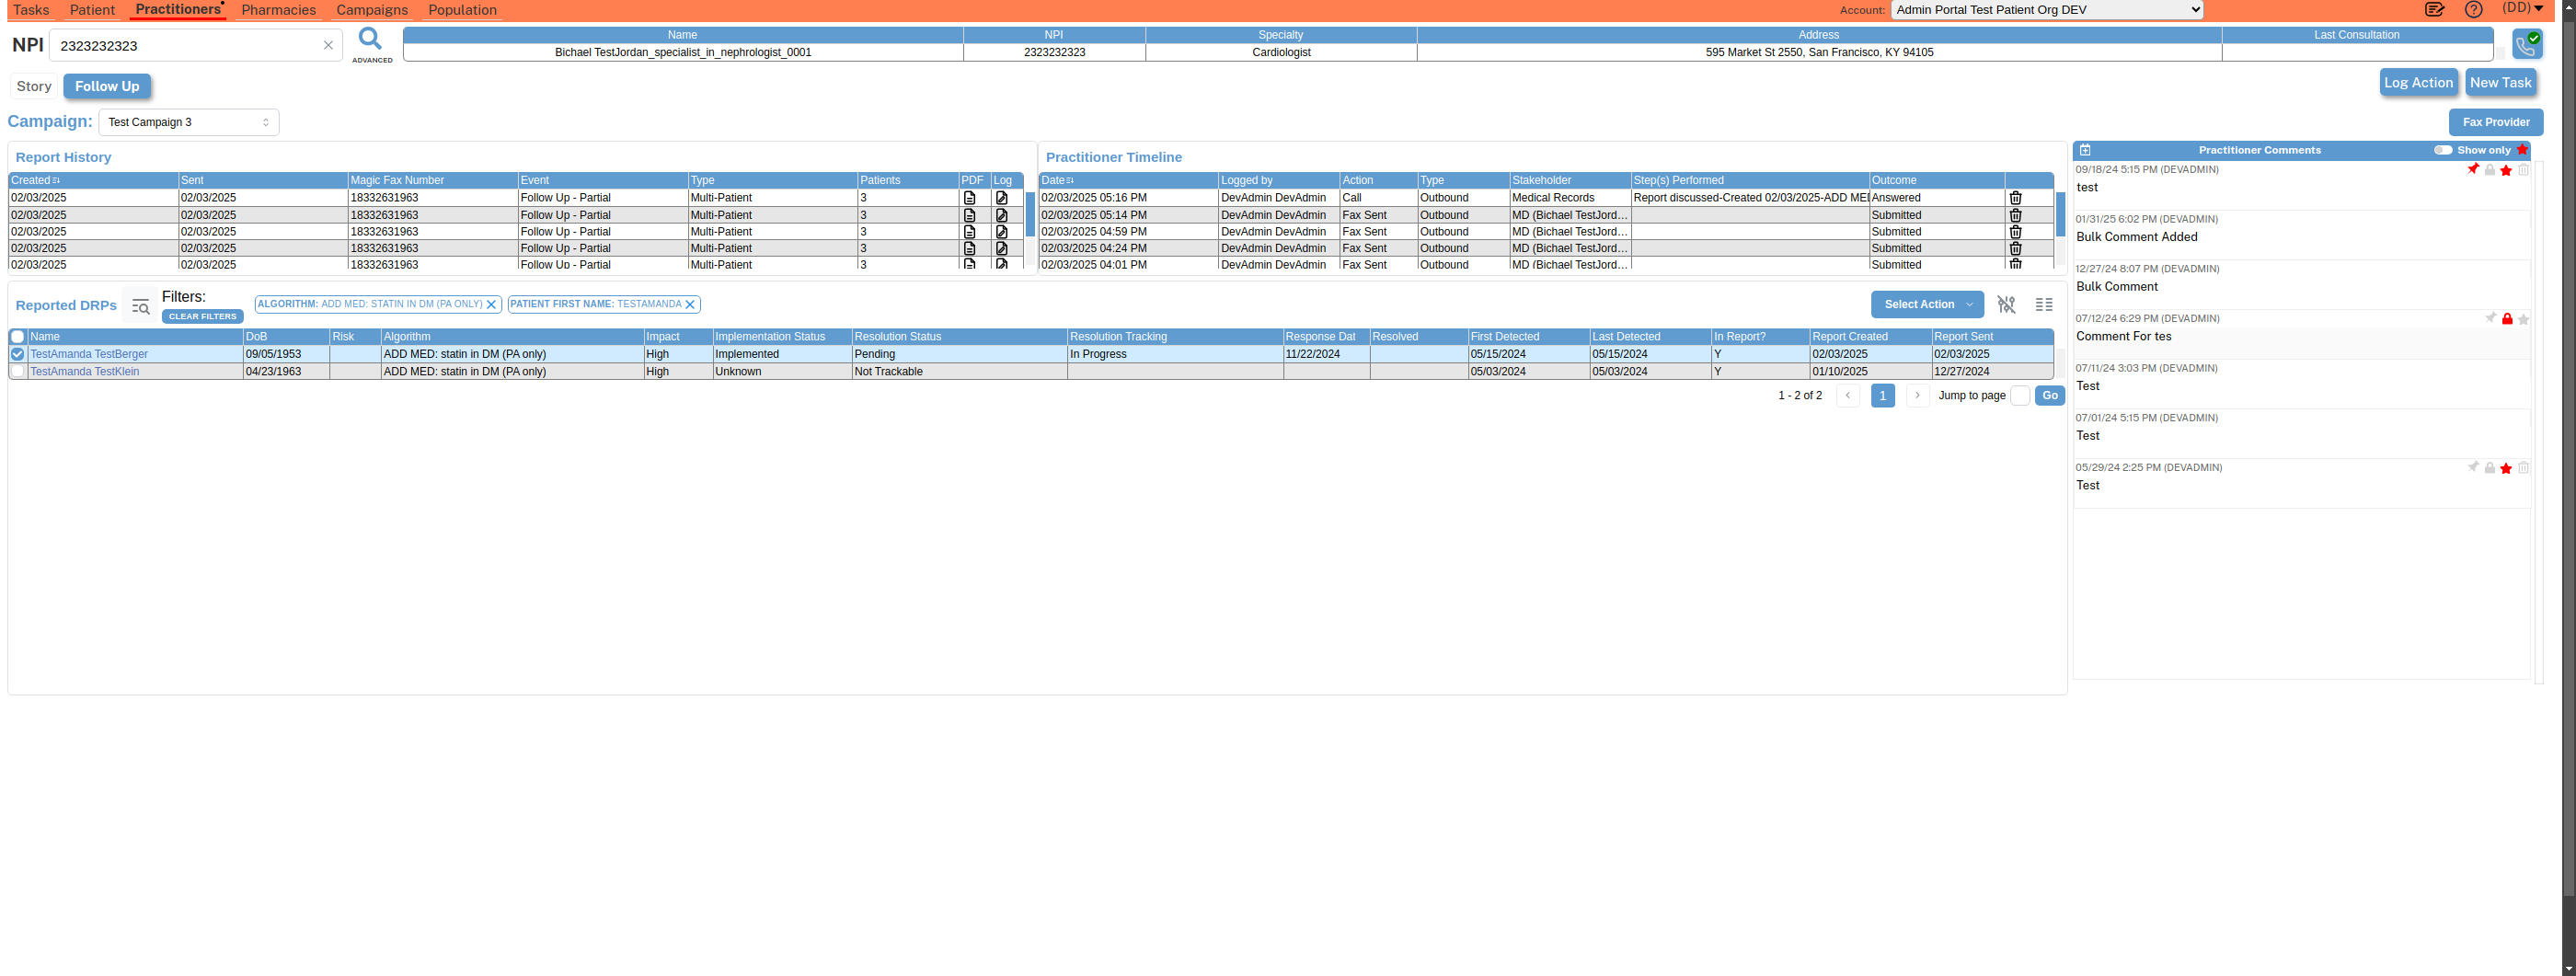 Tasks Patient Practitioners Pharmacies Campaigns Population Account: Admin Portal Test Patient Org DEV (DD)
NPI 2323232323 ADVANCED
Name NPI Specialty Address Last Consultation
Bichael TestJordan_specialist_in_nephrologist_0001 2323232323 Cardiologist 595 Market St 2550, San Francisco, KY 94105
Story Follow Up Log Action New Task
Campaign: Test Campaign 3 Fax Provider
Report History
Created Sent Magic Fax Number Event Type Patients PDF Log
02/03/2025 02/03/2025 18332631963 Follow Up - Partial Multi-Patient 3
02/03/2025 02/03/2025 18332631963 Follow Up - Partial Multi-Patient 3
02/03/2025 02/03/2025 18332631963 Follow Up - Partial Multi-Patient 3
02/03/2025 02/03/2025 18332631963 Follow Up - Partial Multi-Patient 3
02/03/2025 02/03/2025 18332631963 Follow Up - Partial Multi-Patient 3
Practitioner Timeline
Date Logged by Action Type Stakeholder Step(s) Performed Outcome
02/03/2025 05:16 PM DevAdmin DevAdmin Call Outbound Medical Records Report discussed-Created 02/03/2025-ADD MEI Answered
02/03/2025 05:14 PM DevAdmin DevAdmin Fax Sent Outbound MD (Bichael TestJord... Submitted
02/03/2025 04:59 PM DevAdmin DevAdmin Fax Sent Outbound MD (Bichael TestJord... Submitted
02/03/2025 04:24 PM DevAdmin DevAdmin Fax Sent Outbound MD (Bichael TestJord... Submitted
02/03/2025 04:01 PM DevAdmin DevAdmin Fax Sent Outbound MD (Bichael TestJord... Submitted
Practitioner Comments Show only
09/18/24 5:15 PM (DEVADMIN)
test
01/31/25 6:02 PM (DEVADMIN)
Bulk Comment Added
12/27/24 8:07 PM (DEVADMIN)
Bulk Comment
07/12/24 6:29 PM (DEVADMIN)
Comment For tes
07/11/24 3:03 PM (DEVADMIN)
Test
07/01/24 5:15 PM (DEVADMIN)
Test
05/29/24 2:25 PM (DEVADMIN)
Test
Reported DRPs Filters: CLEAR FILTERS ALGORITHM: ADD MED: STATIN IN DM (PA ONLY) PATIENT FIRST NAME: TESTAMANDA Select Action
Name DoB Risk Algorithm Impact Implementation Status Resolution Status Resolution Tracking Response Dat Resolved First Detected Last Detected In Report? Report Created Report Sent
TestAmanda TestBerger 09/05/1953 ADD MED: statin in DM (PA only) High Implemented Pending In Progress 11/22/2024 05/15/2024 05/15/2024 Y 02/03/2025 02/03/2025
TestAmanda TestKlein 04/23/1963 ADD MED: statin in DM (PA only) High Unknown Not Trackable 05/03/2024 05/03/2024 Y 01/10/2025 12/27/2024
1 - 2 of 2 1 Jump to page Go